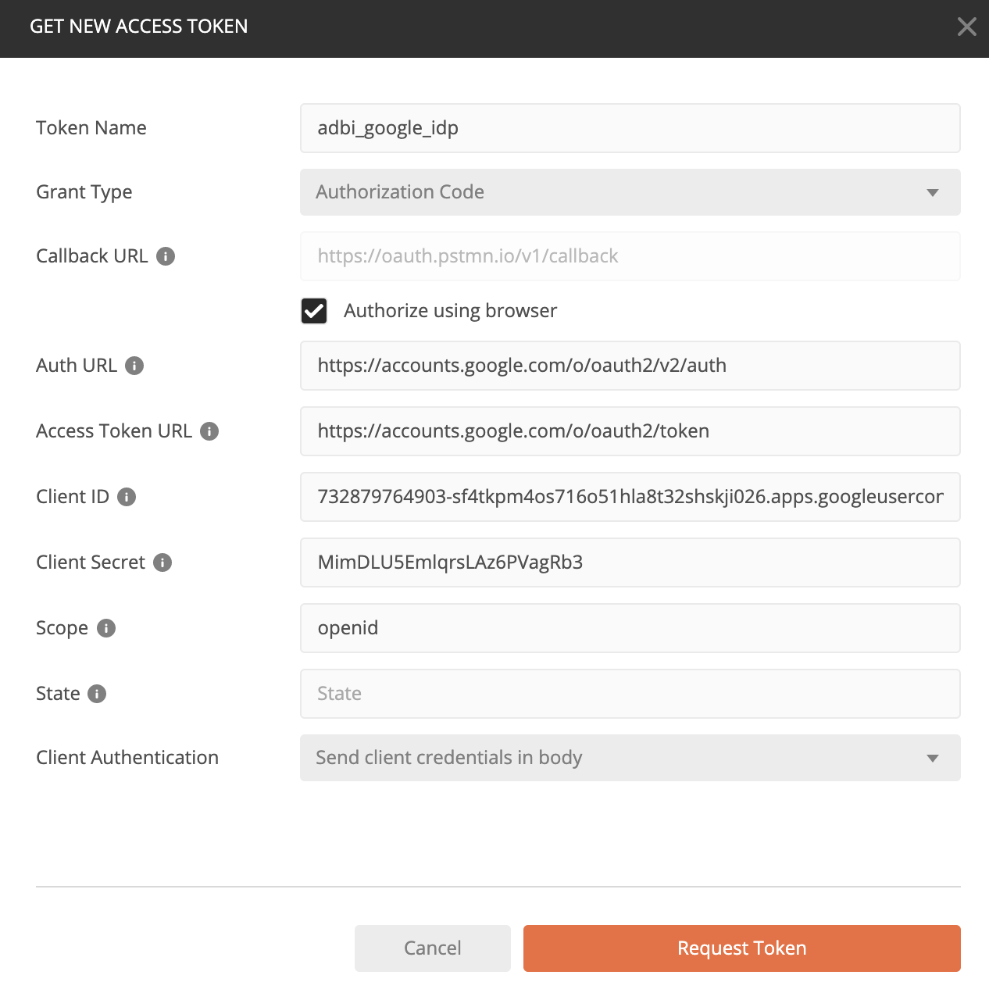 GET NEW ACCESS TOKEN
Token Name
adbi_google_idp
Grant Type
Authorization Code
Callback URL
https://oauth.pstmn.io/v1/callback
Authorize using browser
Auth URL
https://accounts.google.com/o/oauth2/v2/auth
Access Token URL
https://accounts.google.com/o/oauth2/token
Client ID
732879764903-sf4tkpm4os716o51hla8t32shskji026.apps.googleusercon
Client Secret
MimDLU5EmlqrsLAz6PVagRb3
Scope
openid
State
State
Client Authentication
Send client credentials in body
Cancel
Request Token